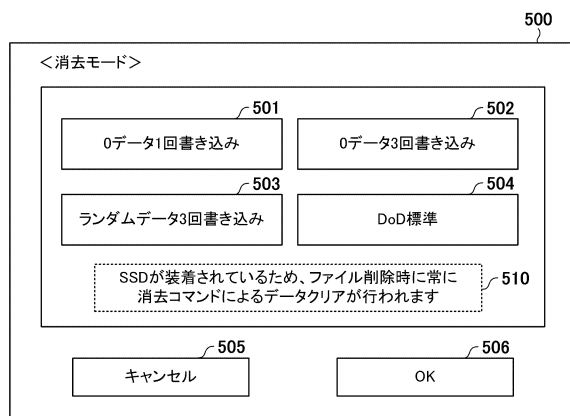 500
<消去モード>
501
502
0データ1回書き込み
0データ3回書き込み
503
504
ランダムデータ3回書き込み
DoD標準
SSDが装着されているため、ファイル削除時に常に
消去コマンドによるデータクリアが行われます
510
505
506
キャンセル
OK